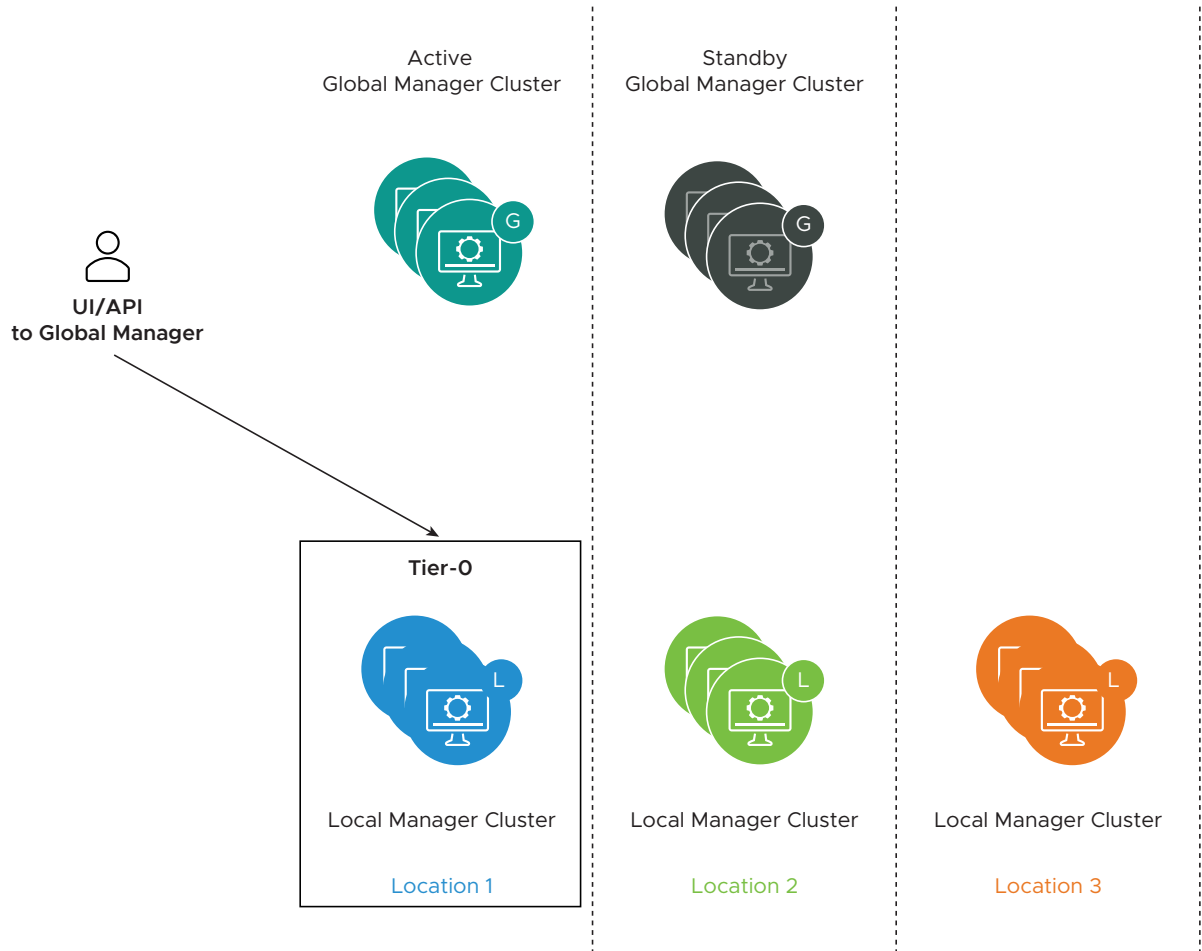 Active
Global Manager Cluster
Standby
Global Manager Cluster
G
G
UI/API
to Global Manager
Tier-0
L
L
L
Local Manager Cluster
Local Manager Cluster
Local Manager Cluster
Location 1
Location 2
Location 3